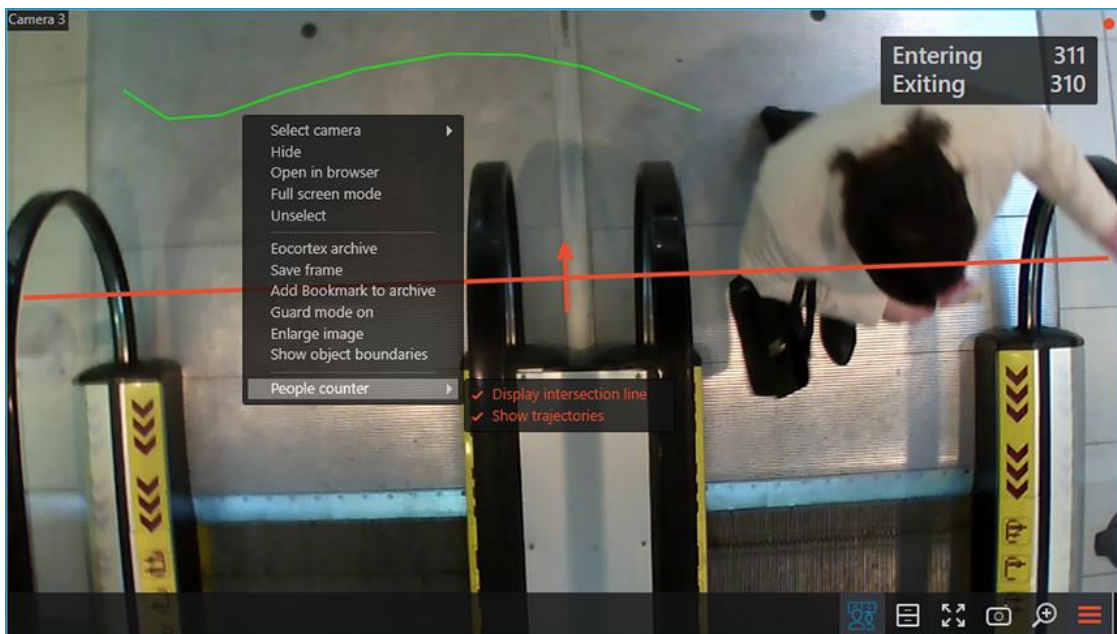 Camera 3
Entering 311
Exiting 310
Select camera
Hide
Open in browser
Full screen mode
Unselect
Eocortex archive
Save frame
Add Bookmark to archive
Guard mode on
Enlarge image
Show object boundaries
People counter
Display intersection line
Show trajectories